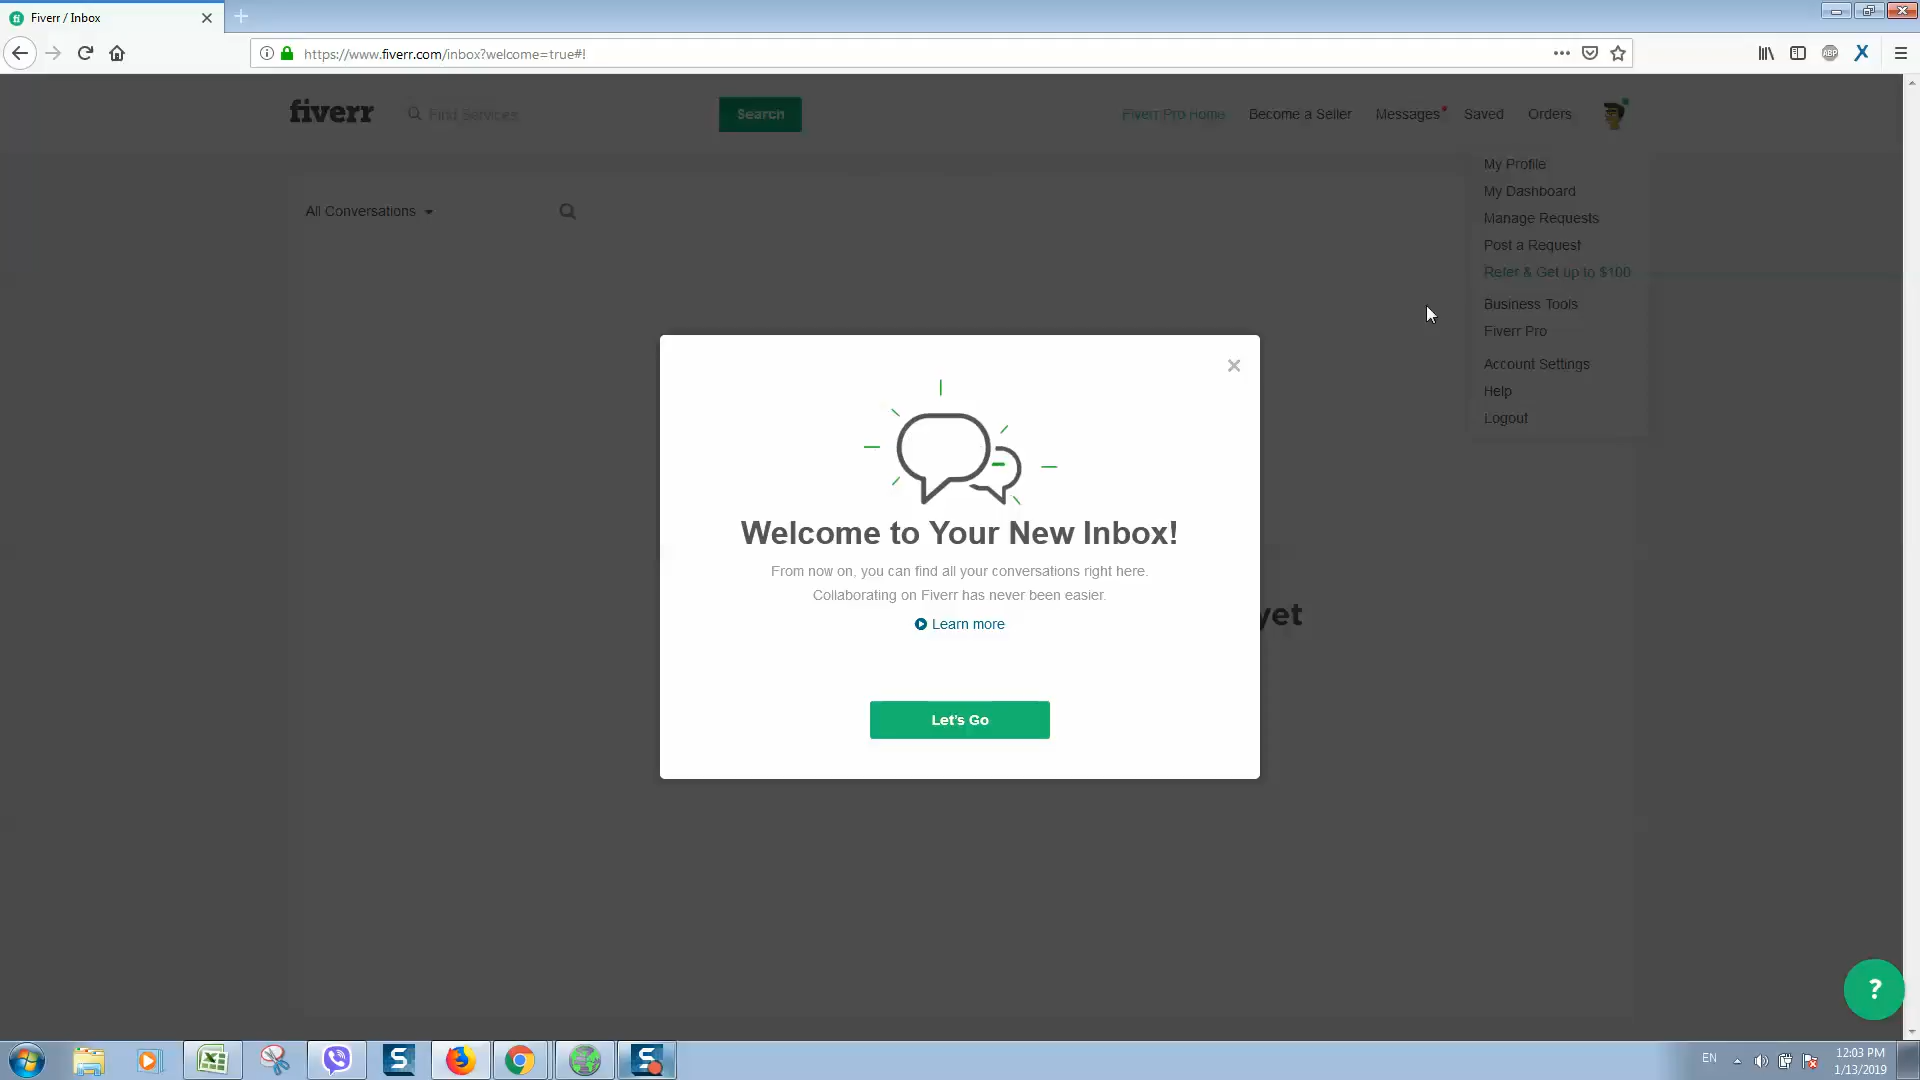 Fiverr / Inbox
https://www.fiverr.com/inbox?welcome=true#!
ABP
fiverr
Find Services
Search
Fiverr Pro Home
Become a Seller
Messages
Saved
Orders
My Profile
My Dashboard
Manage Requests
Post a Request
Refer & Get up to $100
Business Tools
Fiverr Pro
Account Settings
Help
Logout
All Conversations
Welcome to Your New Inbox!
From now on, you can find all your conversations right here.
Collaborating on Fiverr has never been easier.
Learn more
yet
Let's Go
?
EN
12:03 PM
1/13/2019